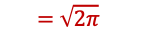 = √2π